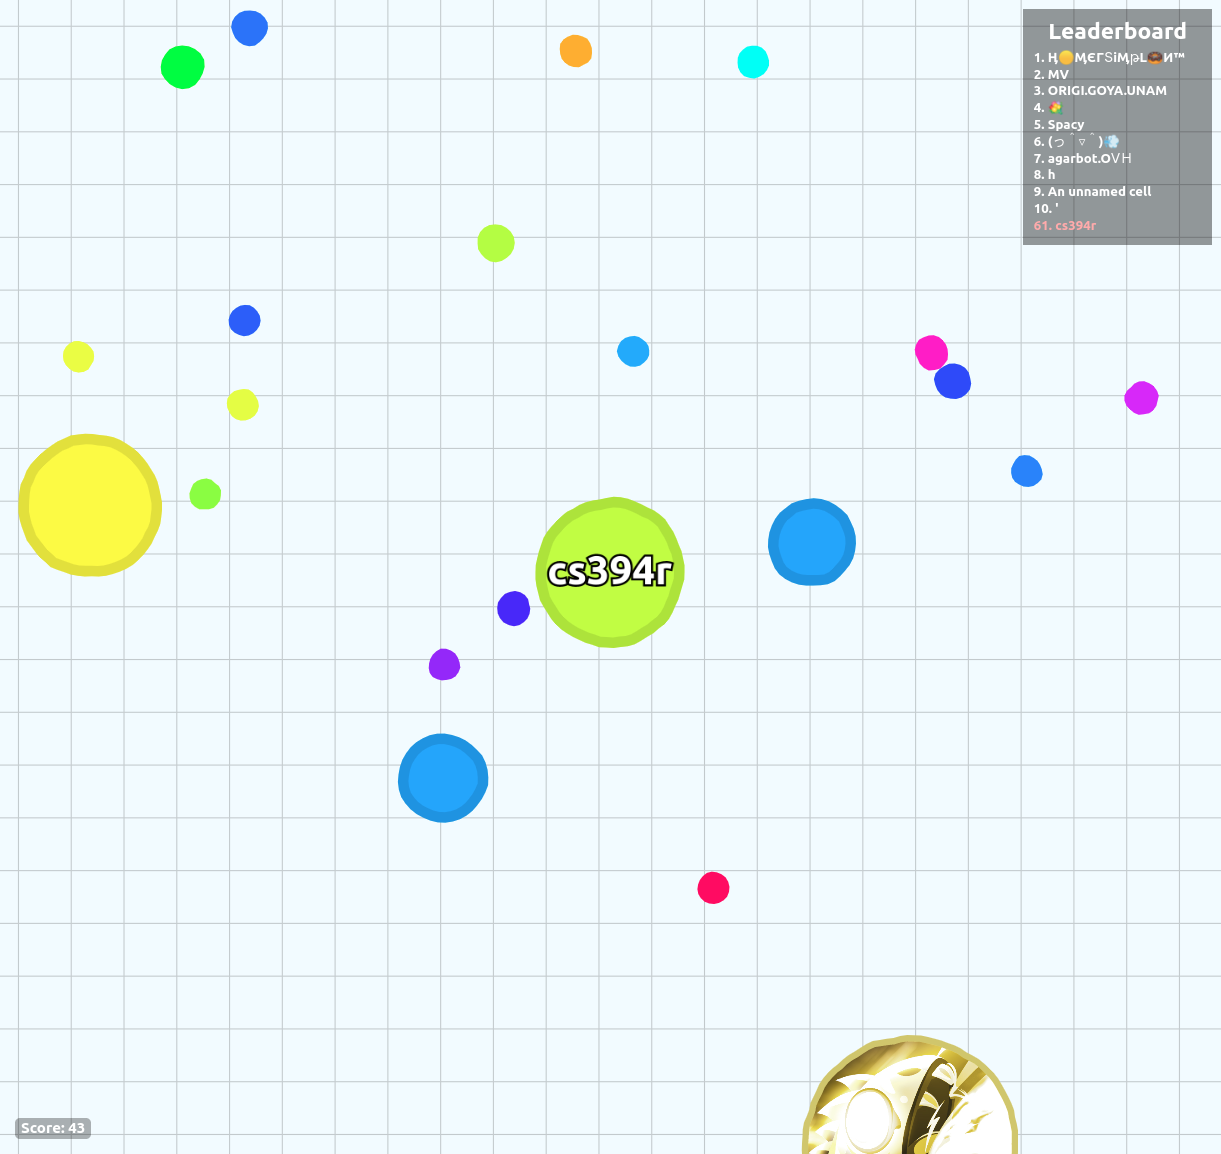 Leaderboard
1. Ӊ🟡ӍЄГSiӍףL🍩И™
2. MV
3. ORIGI.GOYA.UNAM
4.
5. Spacy
6. (っ＾▿＾)💨
7. agarbot.OVH
8. h
9. An unnamed cell
10. '
61. cs394r
cs394r
Score: 43